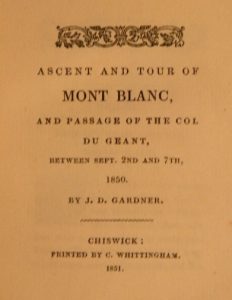 ASCENT AND TOUR OF
MONT BLANC,
AND PASSAGE OF THE COL
DU GEANT,
BETWEEN SEPT. 2ND AND 7TH,
1850.
BY J. D. GARDNER.
CHISWICK:
PRINTED BY C. WHITTINGHAM.
1851.